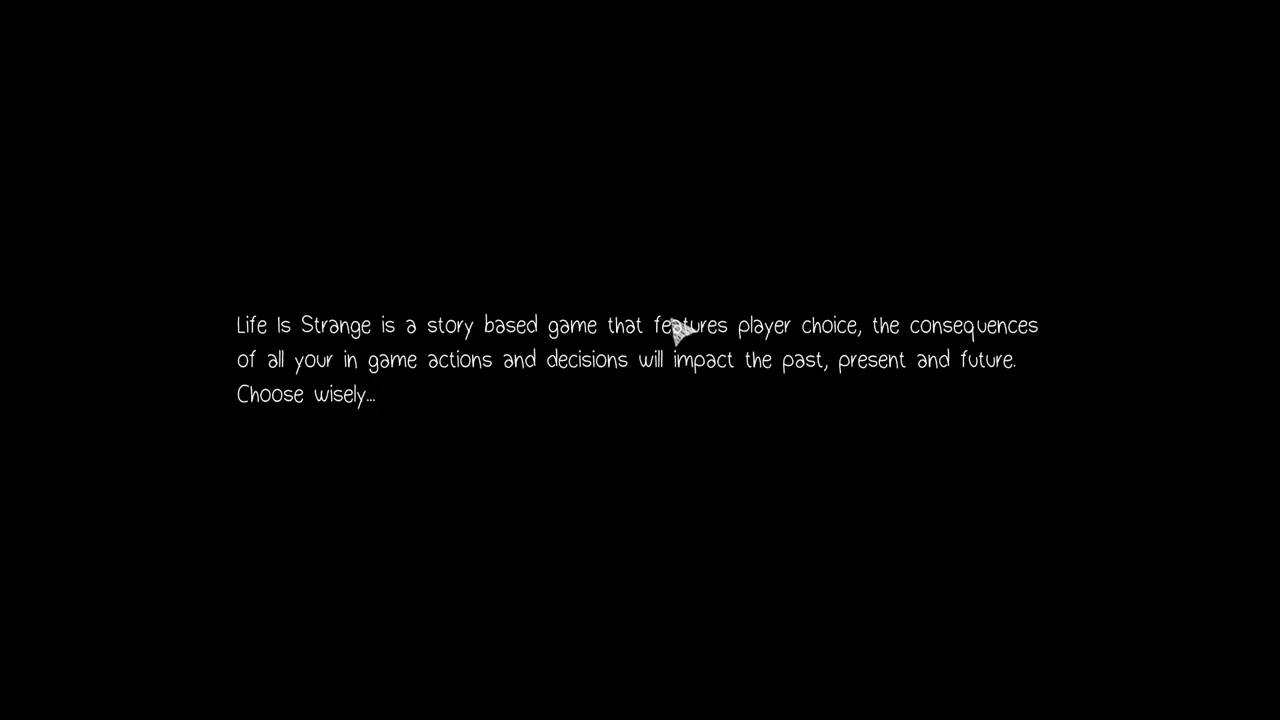 Life Is Strange is a story based game that features player choice, the consequences
of all your in game actions and decisions will impact the past, present and future.
Choose wisely...